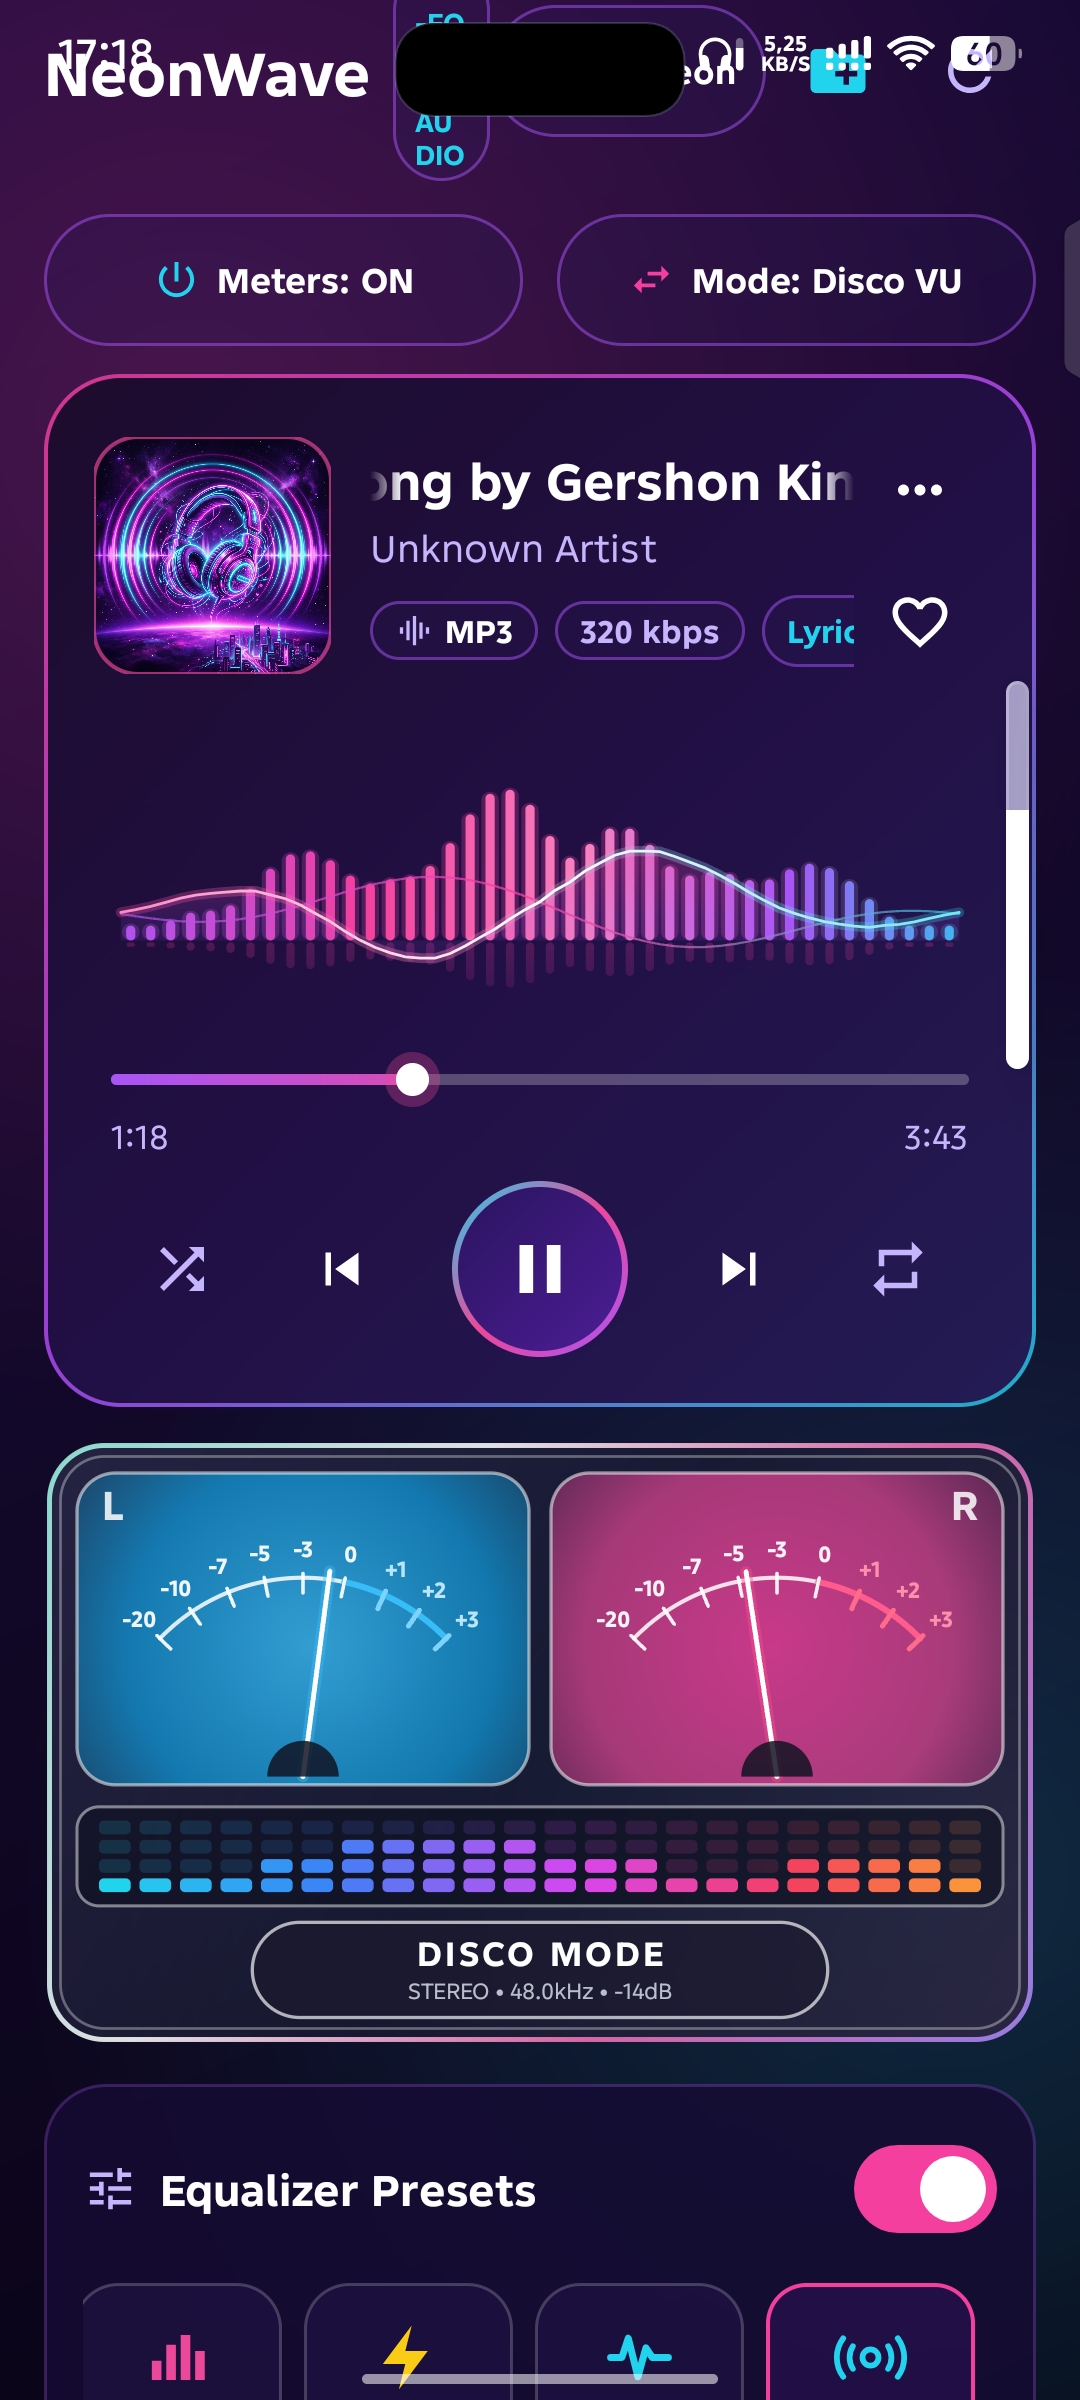 17:18
5,25
KB/S
60
NeonWave
AU
DIO
eon
Meters: ON
Mode: Disco VU
ong by Gershon Kin
Unknown Artist
MP3
320 kbps
Lyric
1:18
3:43
L
-20 -10 -7 -5 -3 0 +1 +2 +3
R
-20 -10 -7 -5 -3 0 +1 +2 +3
DISCO MODE
STEREO • 48.0kHz • -14dB
Equalizer Presets